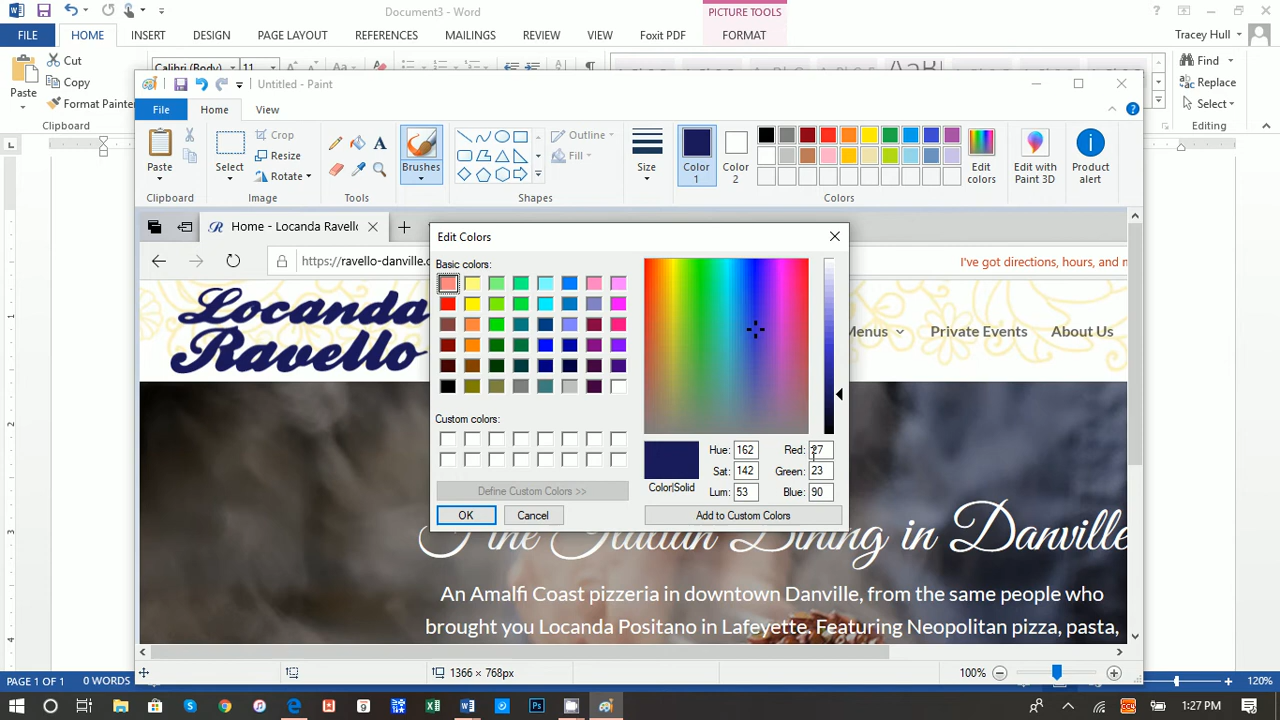 Document3 - Word
PICTURE TOOLS
FILE HOME INSERT DESIGN PAGE LAYOUT REFERENCES MAILINGS REVIEW VIEW Foxit PDF FORMAT
Tracey Hull
Cut
Copy
Format Painter
Paste
Clipboard
Calibri (Body)
Find
Replace
Select
Editing
Untitled - Paint
File Home View
Paste
Clipboard
Select
Crop
Resize
Rotate
Image
Brushes
Tools
Outline
Fill
Shapes
Size
Color 1
Color 2
Colors
Edit colors
Edit with Paint 3D
Product alert
Home - Locanda Ravello
https://ravello-danville.c
I've got directions, hours, and m
Locanda
Ravello
Menus Private Events About Us
Edit Colors
Basic colors:
Custom colors:
Define Custom Colors >>
OK Cancel
Color|Solid
Hue: 162 Red: 27
Sat: 142 Green: 23
Lum: 53 Blue: 90
Add to Custom Colors
Fine Italian Dining in Danville
An Amalfi Coast pizzeria in downtown Danville, from the same people who
brought you Locanda Positano in Lafeyette. Featuring Neopolitan pizza, pasta,
1366 × 768px
100%
PAGE 1 OF 1 0 WORDS
120%
1:27 PM